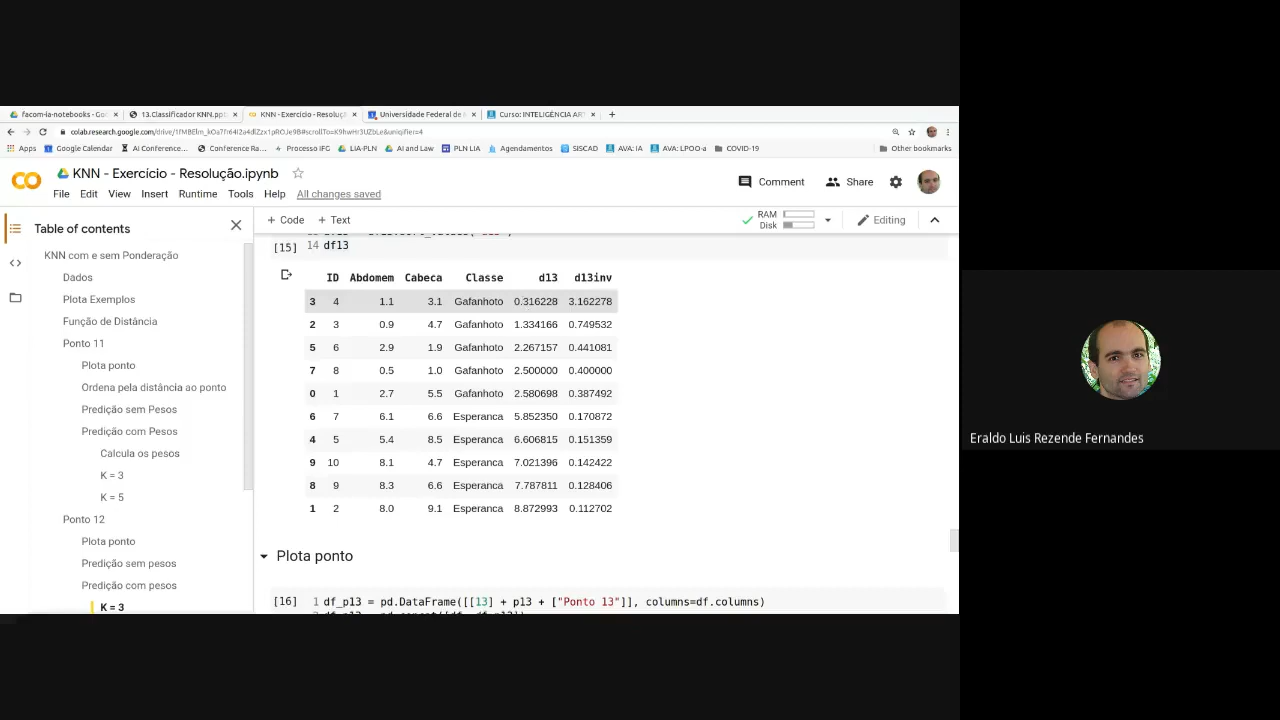 facom-ia-notebooks - Go
13.Classificador KNN.pp
KNN - Exercício - Resoluç
Universidade Federal de
Curso: INTELIGÊNCIA AR
Apps
Google Calendar
AI Conference...
Conference Ra...
Processo IFG
LIA-PLN
AI and Law
PLN LIA
Agendamentos
SISCAD
AVA: IA
AVA: LPOO-a
COVID-19
Other bookmarks
KNN - Exercício - Resolução.ipynb
File Edit View Insert Runtime Tools Help All changes saved
Comment
Share
Table of contents
+ Code + Text
RAM
Disk
Editing
KNN com e sem Ponderação
Dados
Plota Exemplos
Função de Distância
Ponto 11
Plota ponto
Ordena pela distância ao ponto
Predição sem Pesos
Predição com Pesos
Calcula os pesos
K = 3
K = 5
Ponto 12
Plota ponto
Predição sem pesos
Predição com pesos
K = 3
[15] 14 df13
ID Abdomem Cabeca Classe d13 d13inv
3 4 1.1 3.1 Gafanhoto 0.316228 3.162278
2 3 0.9 4.7 Gafanhoto 1.334166 0.749532
5 6 2.9 1.9 Gafanhoto 2.267157 0.441081
7 8 0.5 1.0 Gafanhoto 2.500000 0.400000
0 1 2.7 5.5 Gafanhoto 2.580698 0.387492
6 7 6.1 6.6 Esperanca 5.852350 0.170872
4 5 5.4 8.5 Esperanca 6.606815 0.151359
9 10 8.1 4.7 Esperanca 7.021396 0.142422
8 9 8.3 6.6 Esperanca 7.787811 0.128406
1 2 8.0 9.1 Esperanca 8.872993 0.112702
Plota ponto
[16] 1 df_p13 = pd.DataFrame([[13] + p13 + ["Ponto 13"]], columns=df.columns)
Eraldo Luis Rezende Fernandes